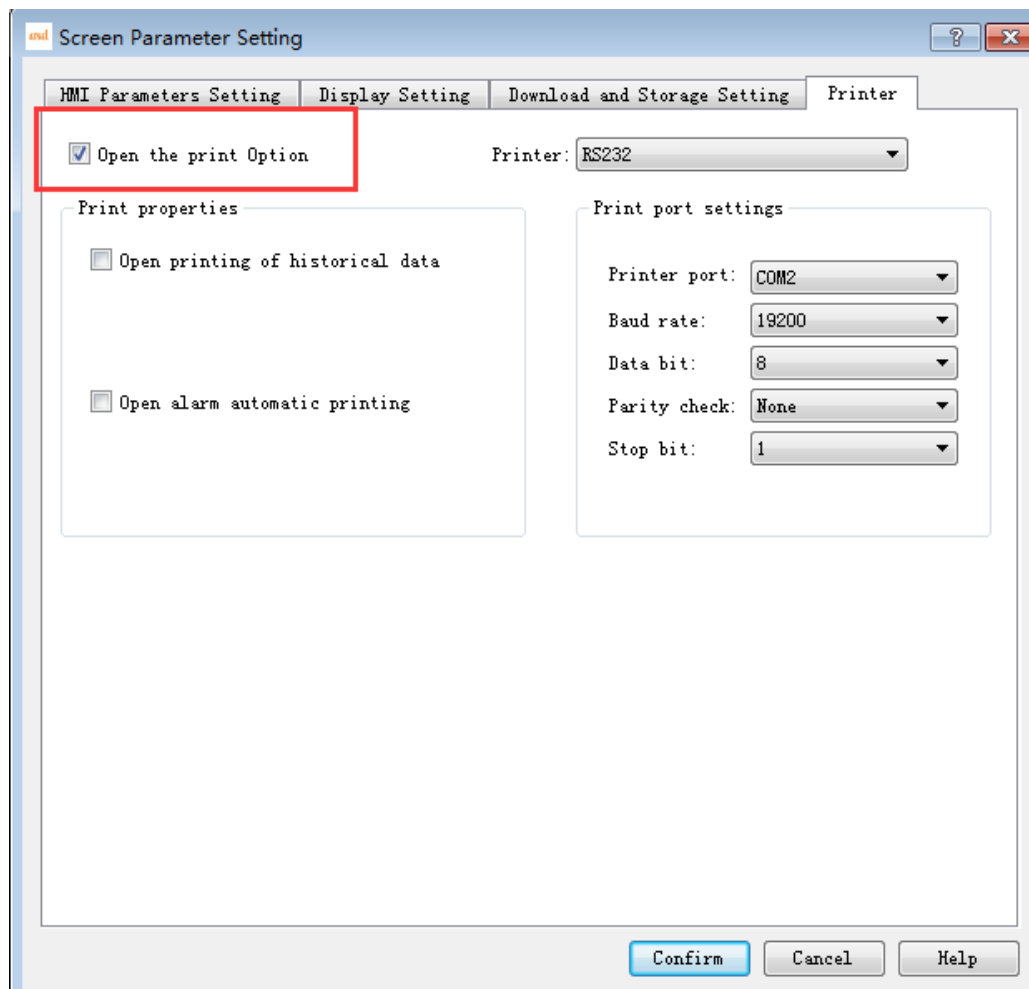 Screen Parameter Setting
HMI Parameters Setting Display Setting Download and Storage Setting Printer
Open the print Option Printer: RS232
Print properties Print port settings
Open printing of historical data
Printer port: COM2
Baud rate: 19200
Data bit: 8
Open alarm automatic printing Parity check: None
Stop bit: 1
Confirm Cancel Help